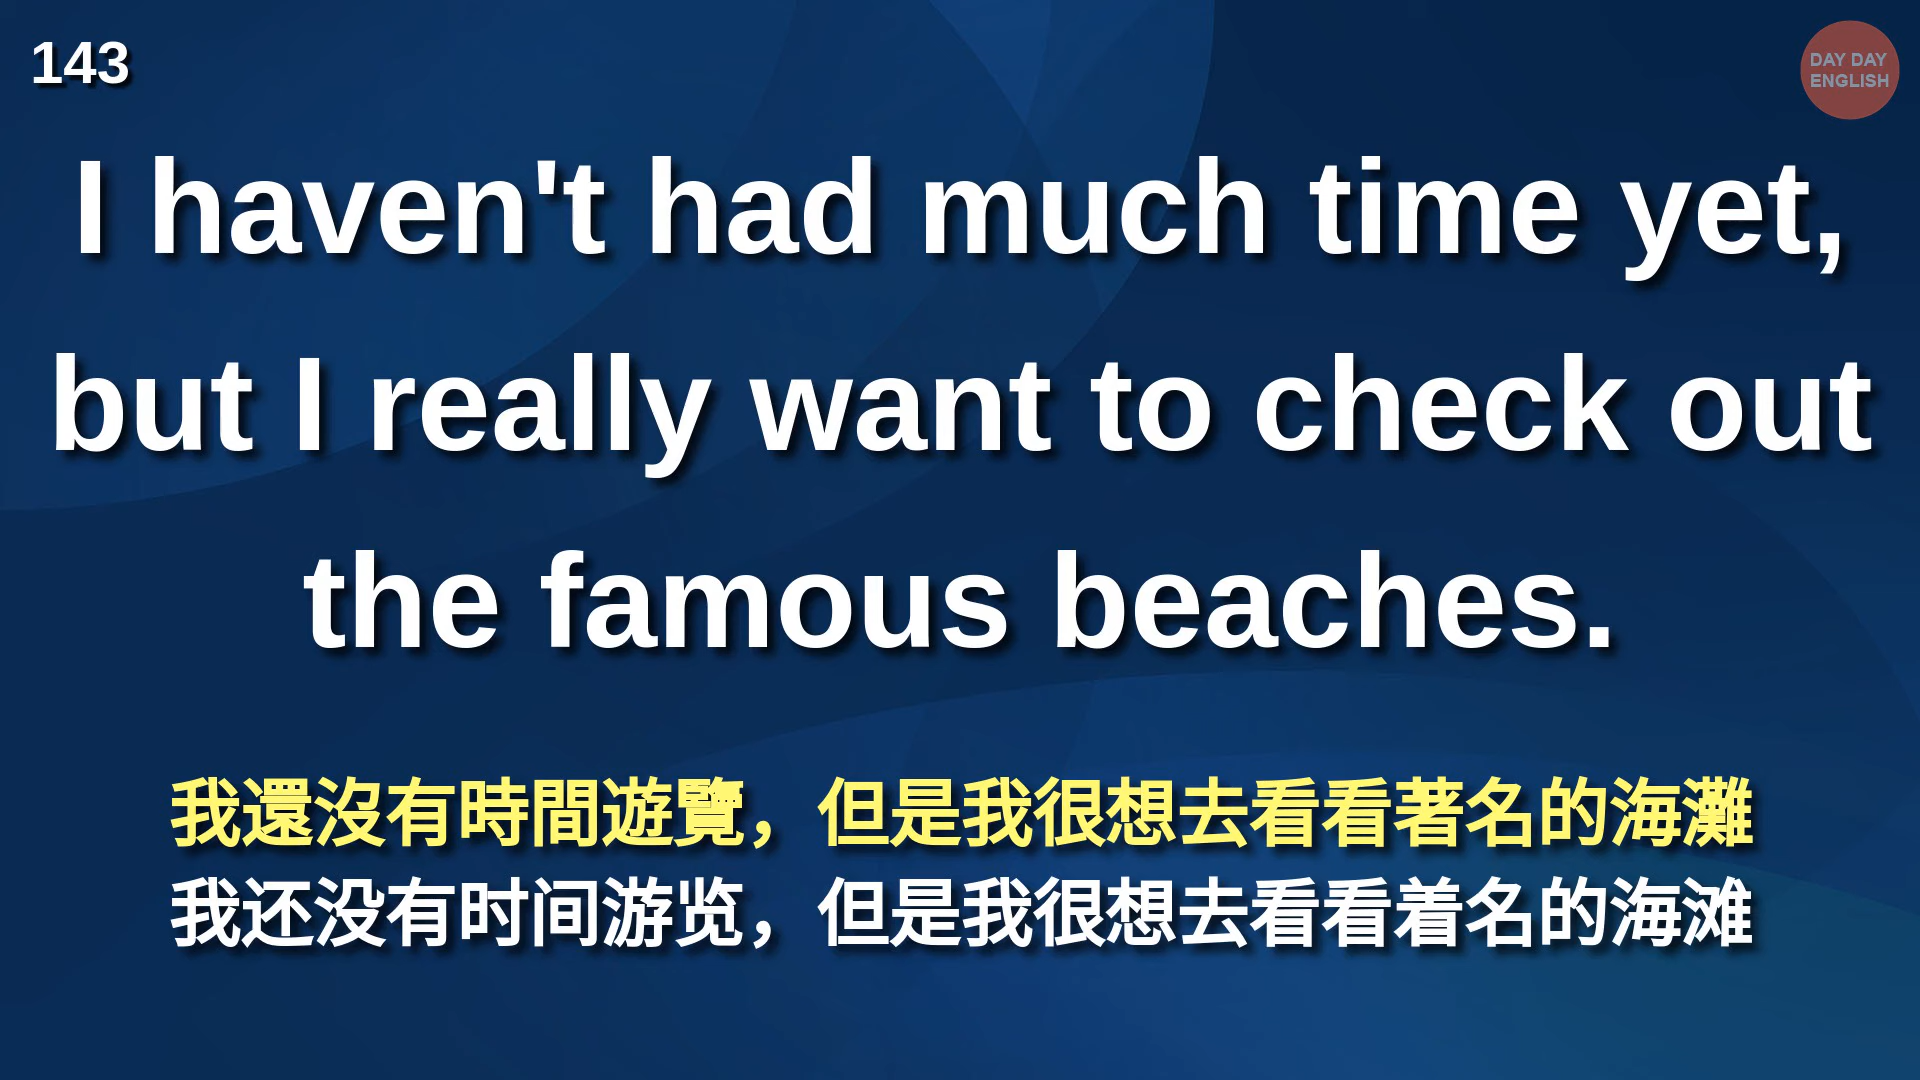 143
DAY DAY
ENGLISH
I haven't had much time yet,
but I really want to check out
the famous beaches.
我還沒有時間遊覽，但是我很想去看看著名的海灘
我还没有时间游览，但是我很想去看看着名的海滩